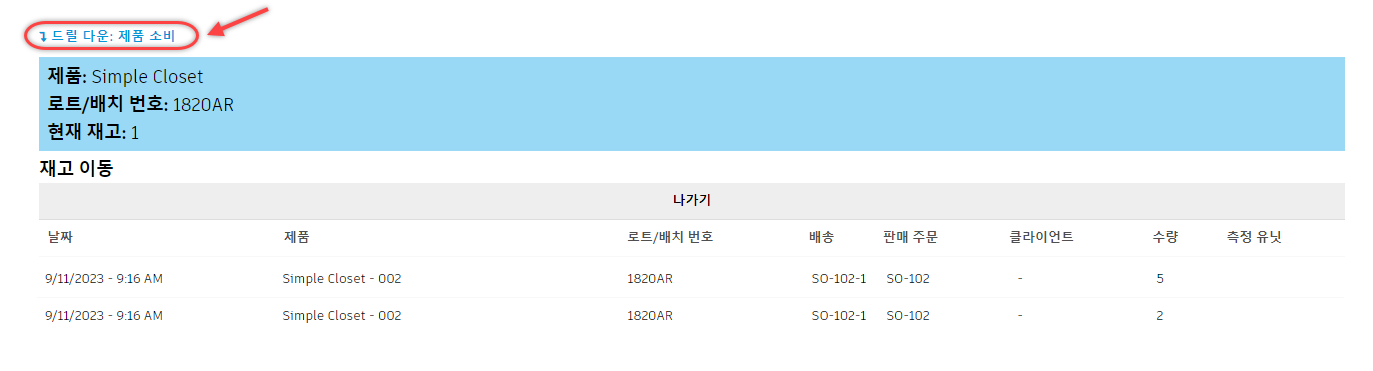 드릴 다운: 제품 소비
제품: Simple Closet
로트/배치 번호: 1820AR
현재 재고: 1
재고 이동
나가기
날짜 제품 로트/배치 번호 배송 판매 주문 클라이언트 수량 측정 유닛
9/11/2023 - 9:16 AM Simple Closet - 002 1820AR SO-102-1 SO-102 - 5
9/11/2023 - 9:16 AM Simple Closet - 002 1820AR SO-102-1 SO-102 - 2